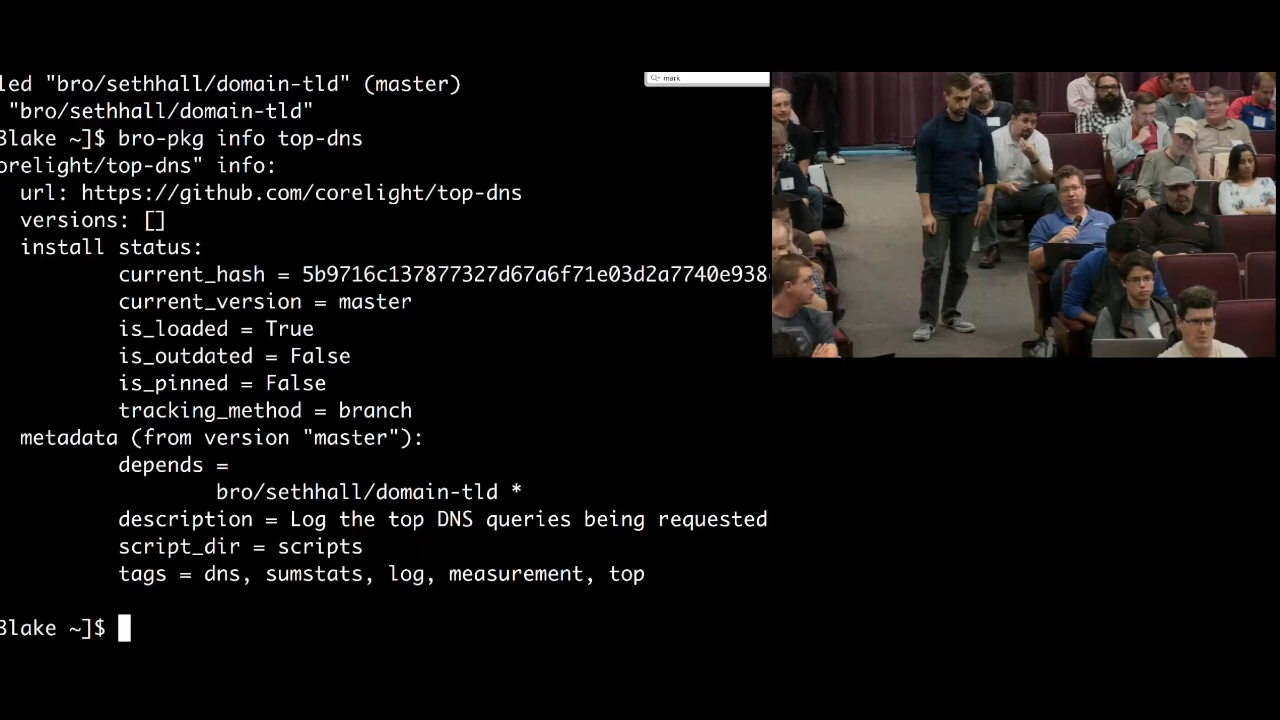 led "bro/sethhall/domain-tld" (master)
"bro/sethhall/domain-tld"
mark
Blake ~]$ bro-pkg info top-dns
orelight/top-dns" info:
url: https://github.com/corelight/top-dns
versions: []
install status:
current_hash = 5b9716c137877327d67a6f71e03d2a7740e938
current_version = master
is_loaded = True
is_outdated = False
is_pinned = False
tracking_method = branch
metadata (from version "master"):
depends =
bro/sethhall/domain-tld *
description = Log the top DNS queries being requested
script_dir = scripts
tags = dns, sumstats, log, measurement, top
Blake ~]$